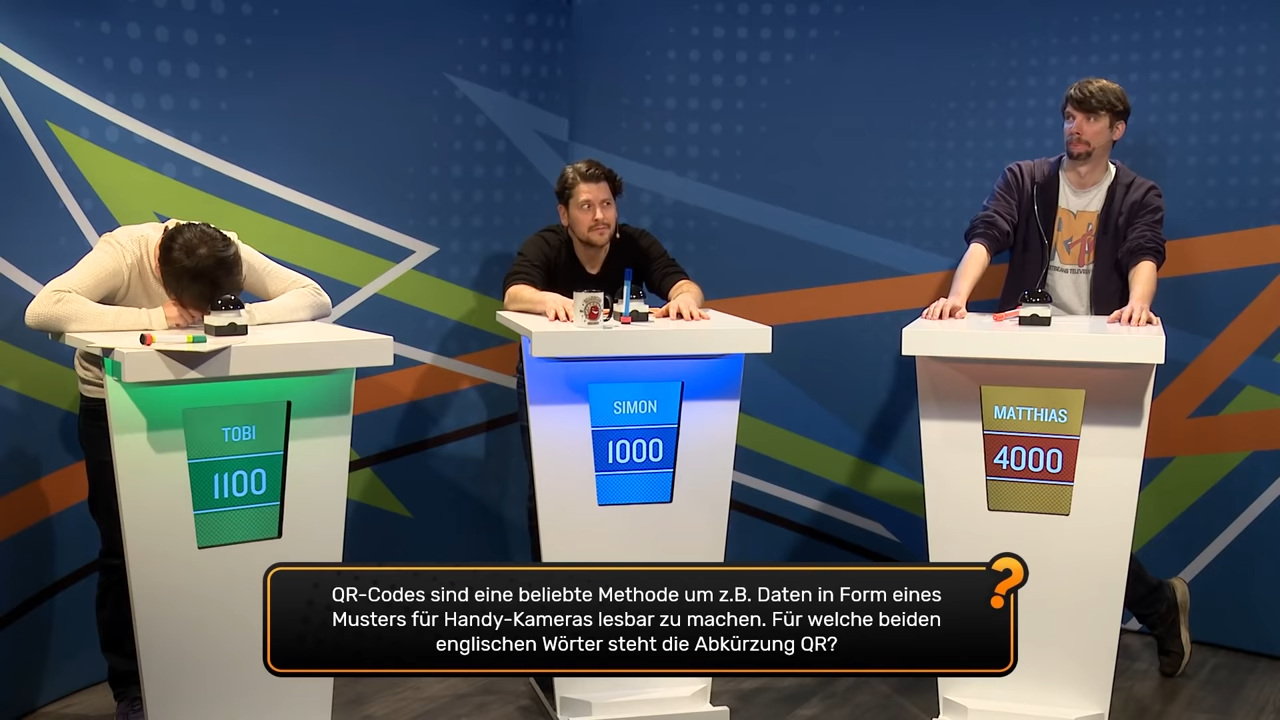 TOBI
1100
SIMON
1000
MATTHIAS
4000
QR-Codes sind eine beliebte Methode um z.B. Daten in Form eines
Musters für Handy-Kameras lesbar zu machen. Für welche beiden
englischen Wörter steht die Abkürzung QR?
?